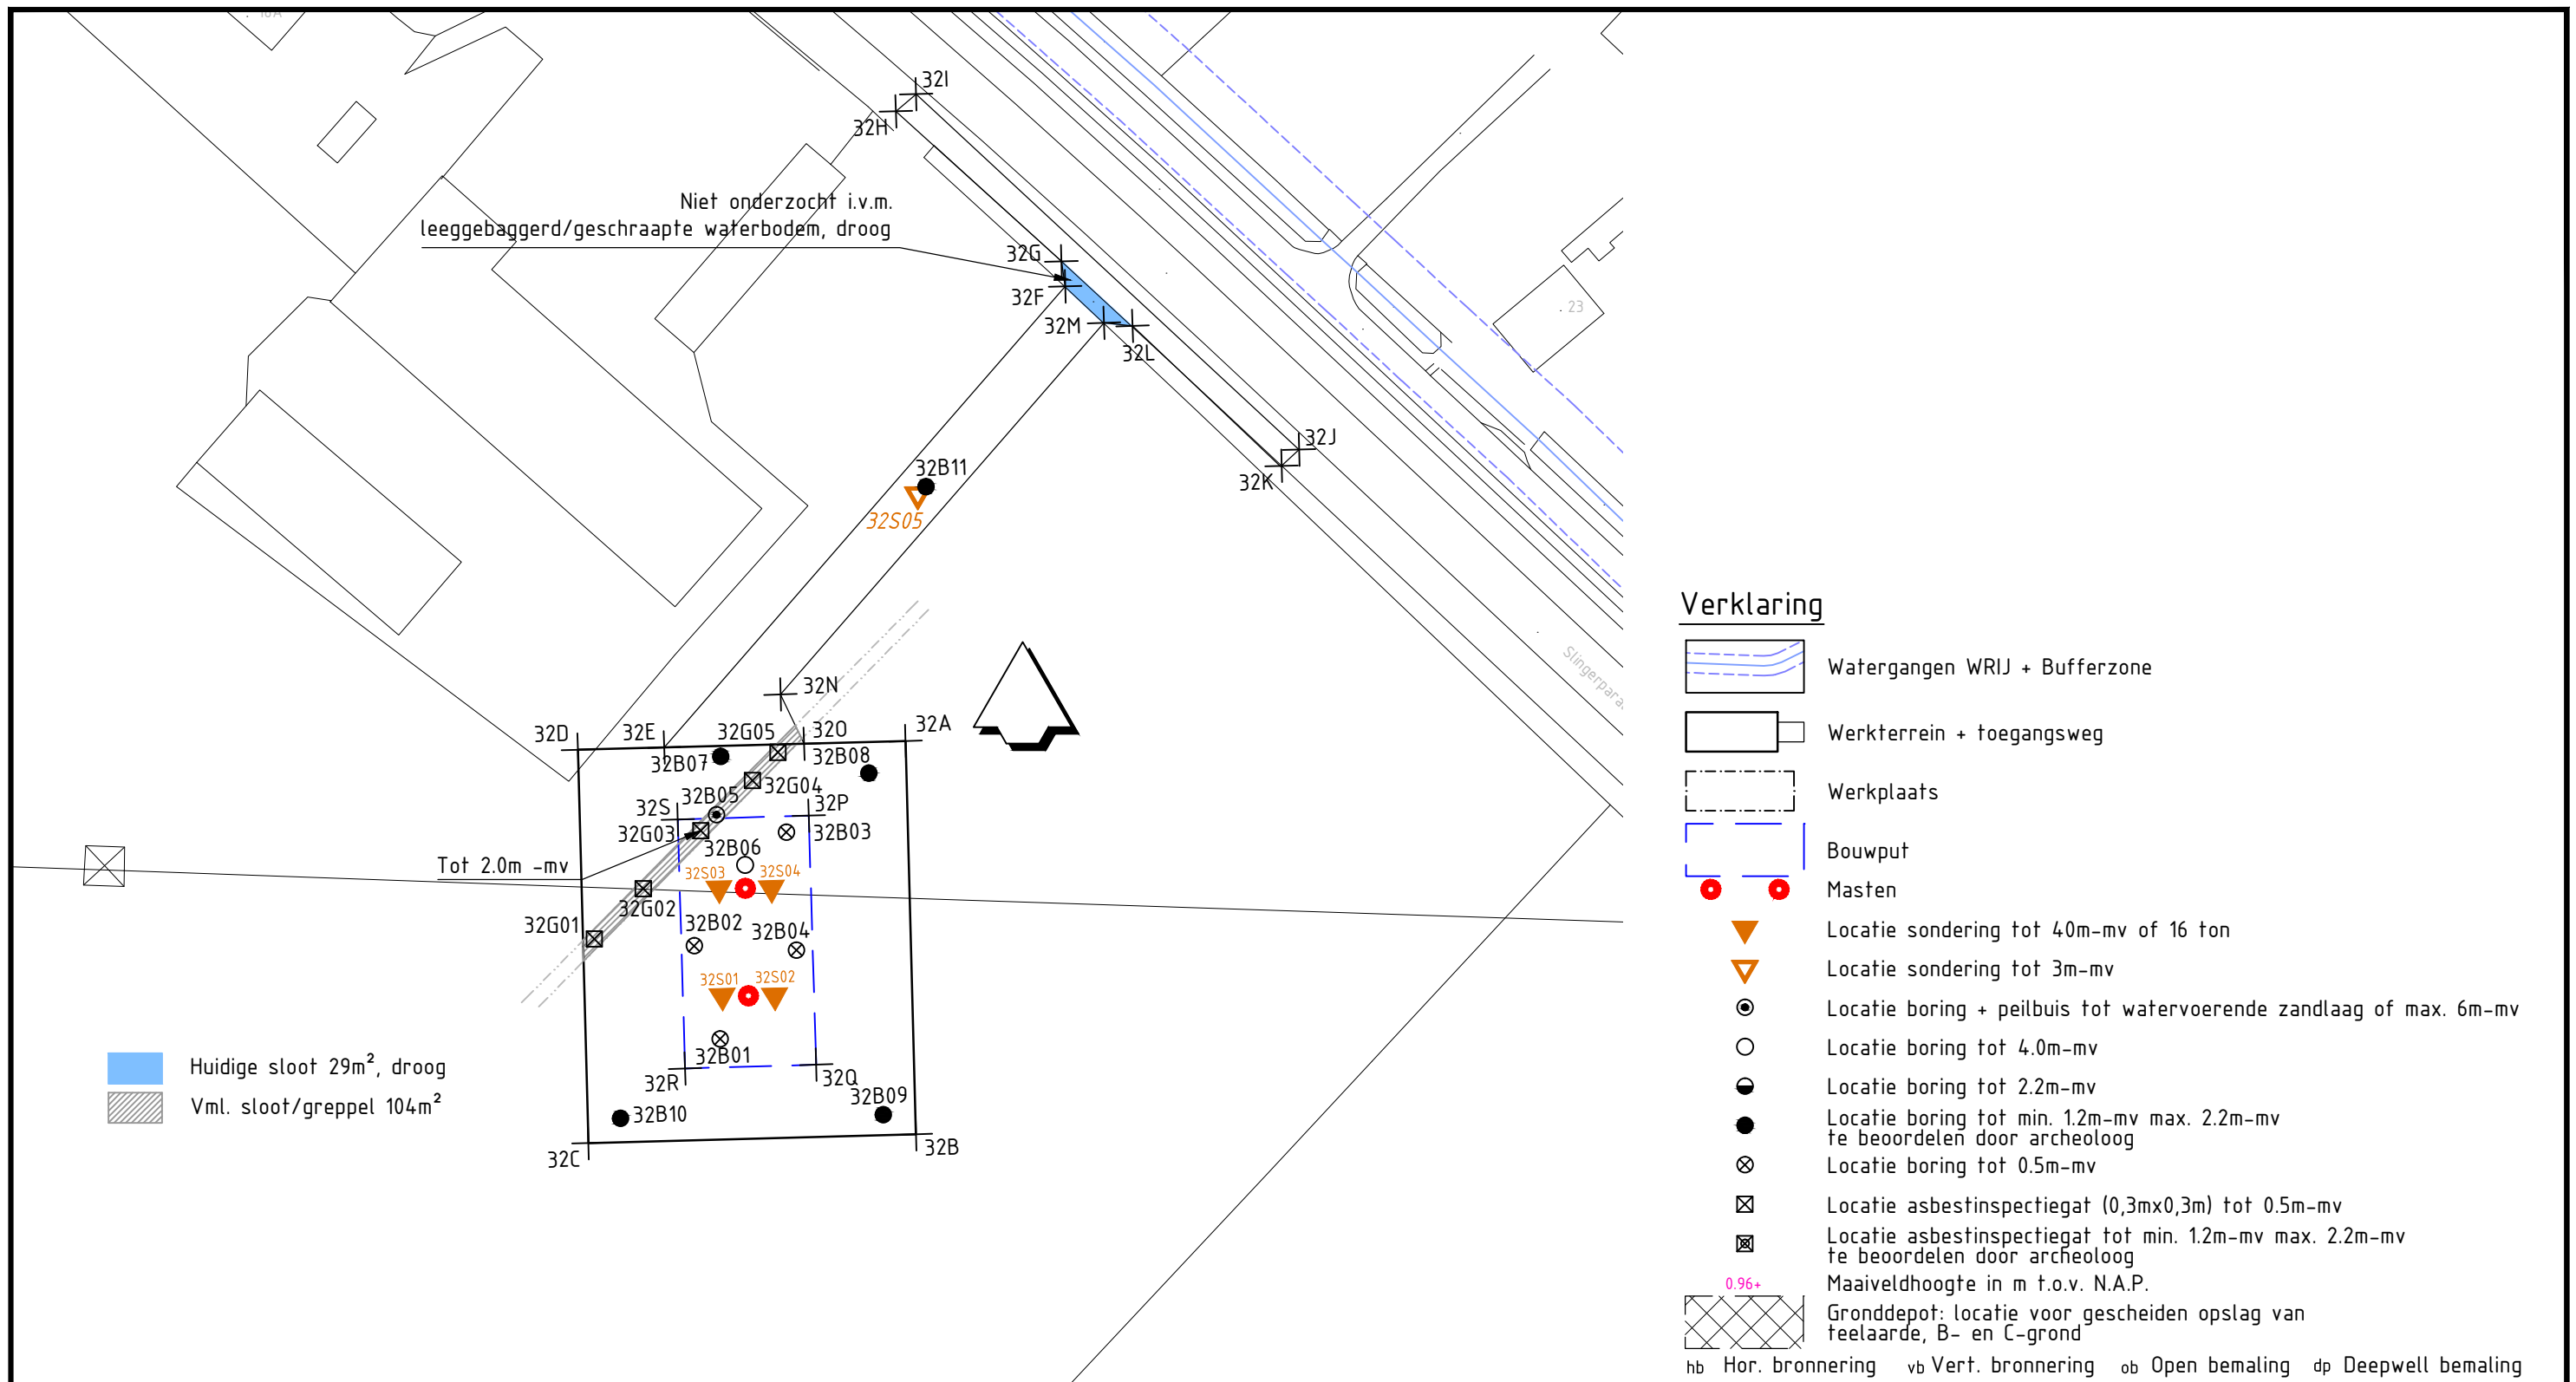 16A
32I
32H
Niet onderzocht i.v.m.
leeggebaggerd/geschraapte waterbodem, droog
32G
32F
32M
32L
23
32J
32K
32B11
32S05
Slingerpara
32N
32D
32E
32G05
32O
32A
32B07
32B08
32G04
32S
32B05
32P
32G03
32B03
32B06
Tot 2.0m -mv
32S03
32S04
32G02
32G01
32B02
32B04
32S01
32S02
32B01
32R
32Q
32B09
32B10
32C
32B
Huidige sloot 29m², droog
Vml. sloot/greppel 104m²
Verklaring
Watergangen WRIJ + Bufferzone
Werkterrein + toegangsweg
Werkplaats
Bouwput
Masten
Locatie sondering tot 40m-mv of 16 ton
Locatie sondering tot 3m-mv
Locatie boring + peilbuis tot watervoerende zandlaag of max. 6m-mv
Locatie boring tot 4.0m-mv
Locatie boring tot 2.2m-mv
Locatie boring tot min. 1.2m-mv max. 2.2m-mv
te beoordelen door archeoloog
Locatie boring tot 0.5m-mv
Locatie asbestinspectiegat (0,3mx0,3m) tot 0.5m-mv
Locatie asbestinspectiegat tot min. 1.2m-mv max. 2.2m-mv
te beoordelen door archeoloog
0.96+ Maaiveldhoogte in m t.o.v. N.A.P.
Gronddepot: locatie voor gescheiden opslag van
teelaarde, B- en C-grond
hb Hor. bronnering vb Vert. bronnering ob Open bemaling dp Deepwell bemaling